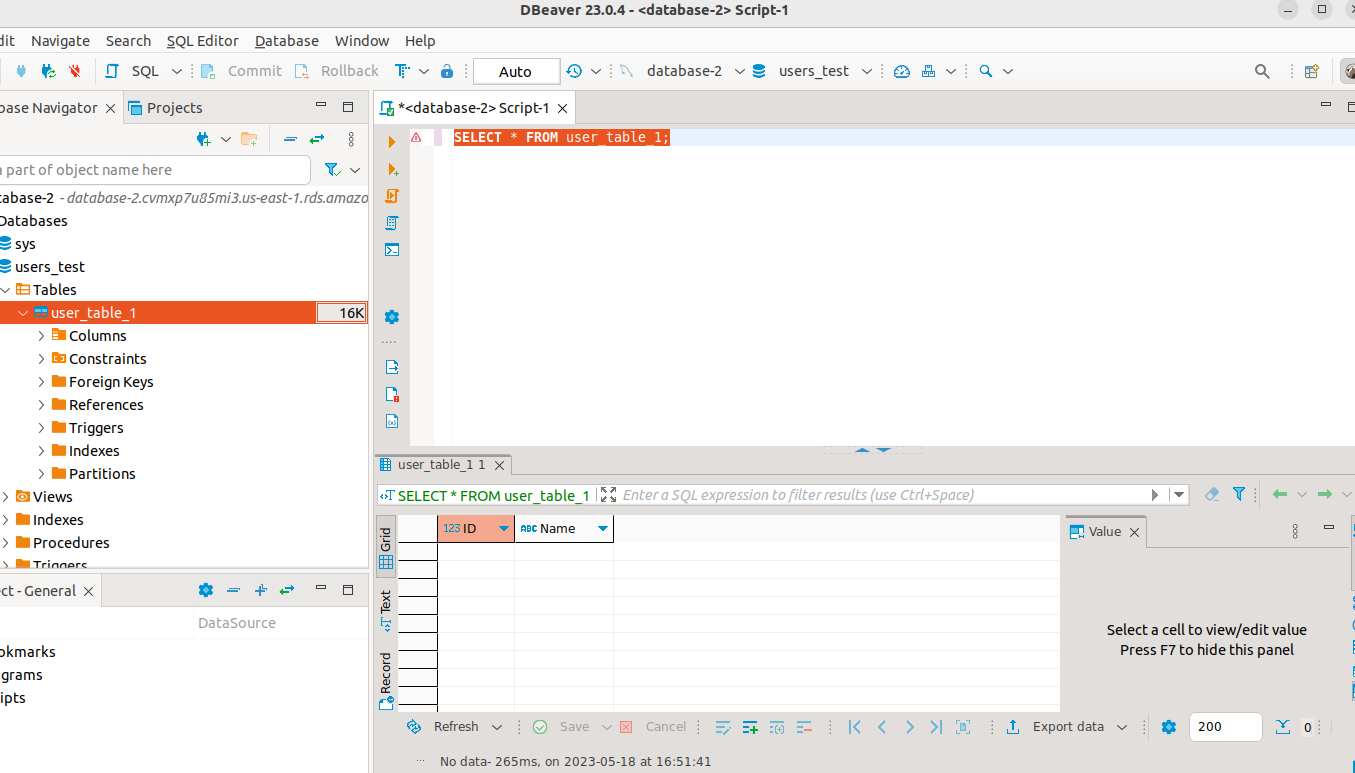 DBeaver 23.0.4 - <database-2> Script-1
dit Navigate Search SQL Editor Database Window Help
SQL Commit Rollback Auto database-2 users_test
base Navigator Projects
*<database-2> Script-1
SELECT * FROM user_table_1;
a part of object name here
tabase-2 - database-2.cvmxp7u85mi3.us-east-1.rds.amazo
Databases
sys
users_test
Tables
user_table_1 16K
Columns
Constraints
Foreign Keys
References
Triggers
Indexes
Partitions
Views
Indexes
Procedures
Triggers
ect - General
DataSource
okmarks
grams
ipts
user_table_1 1
SELECT * FROM user_table_1 Enter a SQL expression to filter results (use Ctrl+Space)
Grid
Text
Record
123 ID ABC Name
Value
Select a cell to view/edit value
Press F7 to hide this panel
Refresh Save Cancel Export data 200 0
No data- 265ms, on 2023-05-18 at 16:51:41